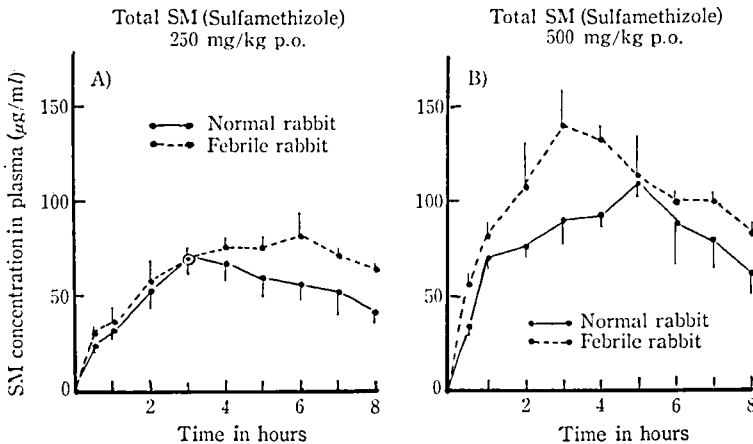 Total SM (Sulfamethizole)
250 mg/kg p.o.
A)
SM concentration in plasma (μg/ml)
150
100
50
0
Normal rabbit
Febrile rabbit
2
4
6
8
Time in hours
Total SM (Sulfamethizole)
500 mg/kg p.o.
B)
150
100
50
0
Normal rabbit
Febrile rabbit
2
4
6
8
Time in hours